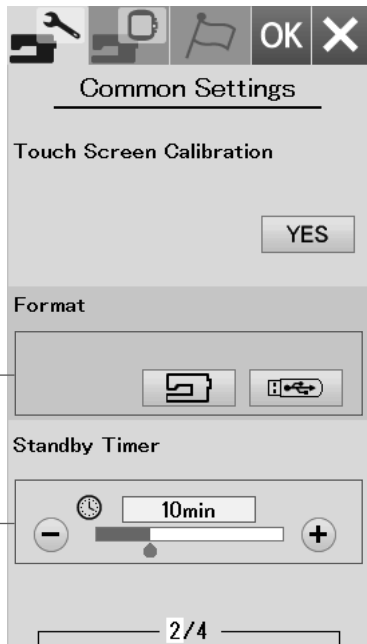 OK
Common Settings
Touch Screen Calibration
YES
Format
Standby Timer
10min
2/4